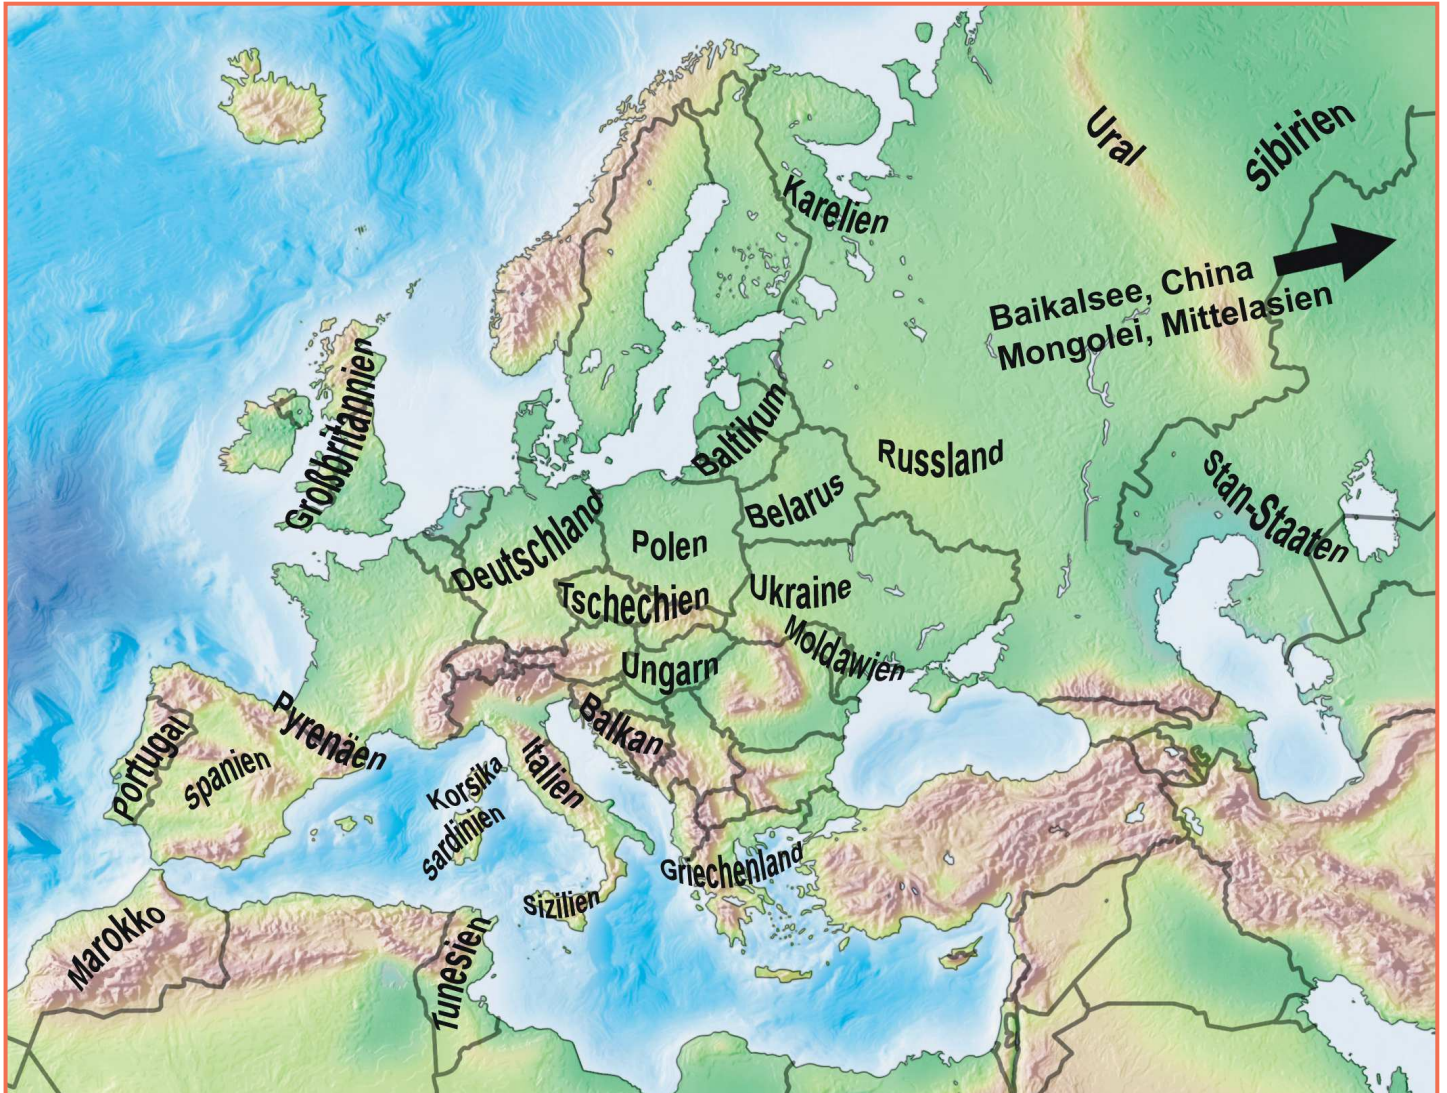 Ural
sibirien
Karelien
Baikalsee, China
Mongolei, Mittelasien
Großbritannien
Baltikum
Russland
stan-Staaten
Belarus
Deutschland
Polen
Tschechien
Ukraine
Moldawien
Ungarn
Pyrenäen
Balkan
Portugal
spanien
Italien
Korsika
sardinien
Griechenland
Sizilien
Marokko
Tunesien